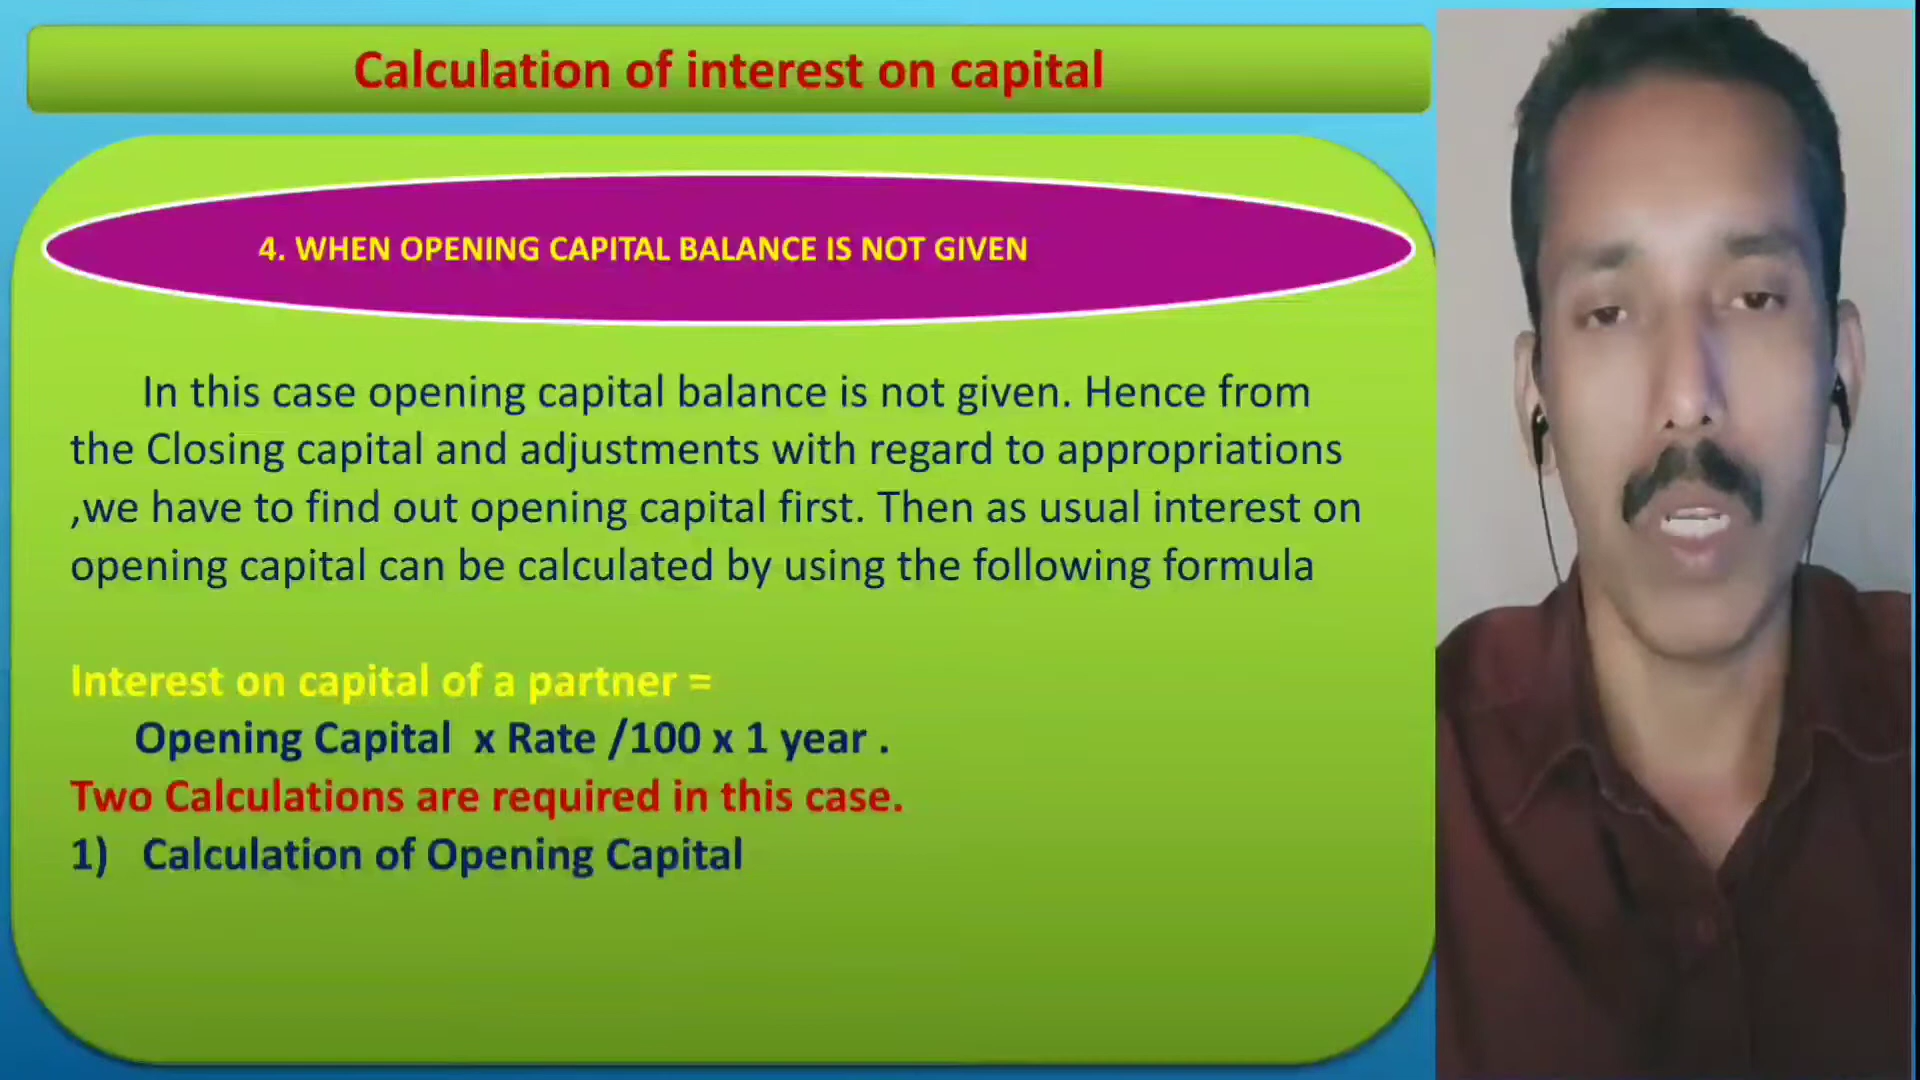 Calculation of interest on capital
4. WHEN OPENING CAPITAL BALANCE IS NOT GIVEN
In this case opening capital balance is not given. Hence from
the Closing capital and adjustments with regard to appropriations
,we have to find out opening capital first. Then as usual interest on
opening capital can be calculated by using the following formula
Interest on capital of a partner =
Opening Capital x Rate /100 x 1 year .
Two Calculations are required in this case.
1) Calculation of Opening Capital